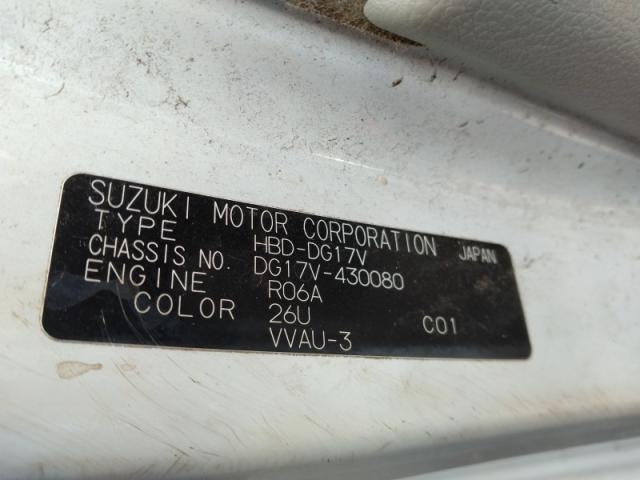 SUZUKI MOTOR CORPORATION JAPAN
TYPE HBD-DG17V
CHASSIS NO. DG17V-430080
ENGINE R06A
COLOR 26U C01
VVAU-3